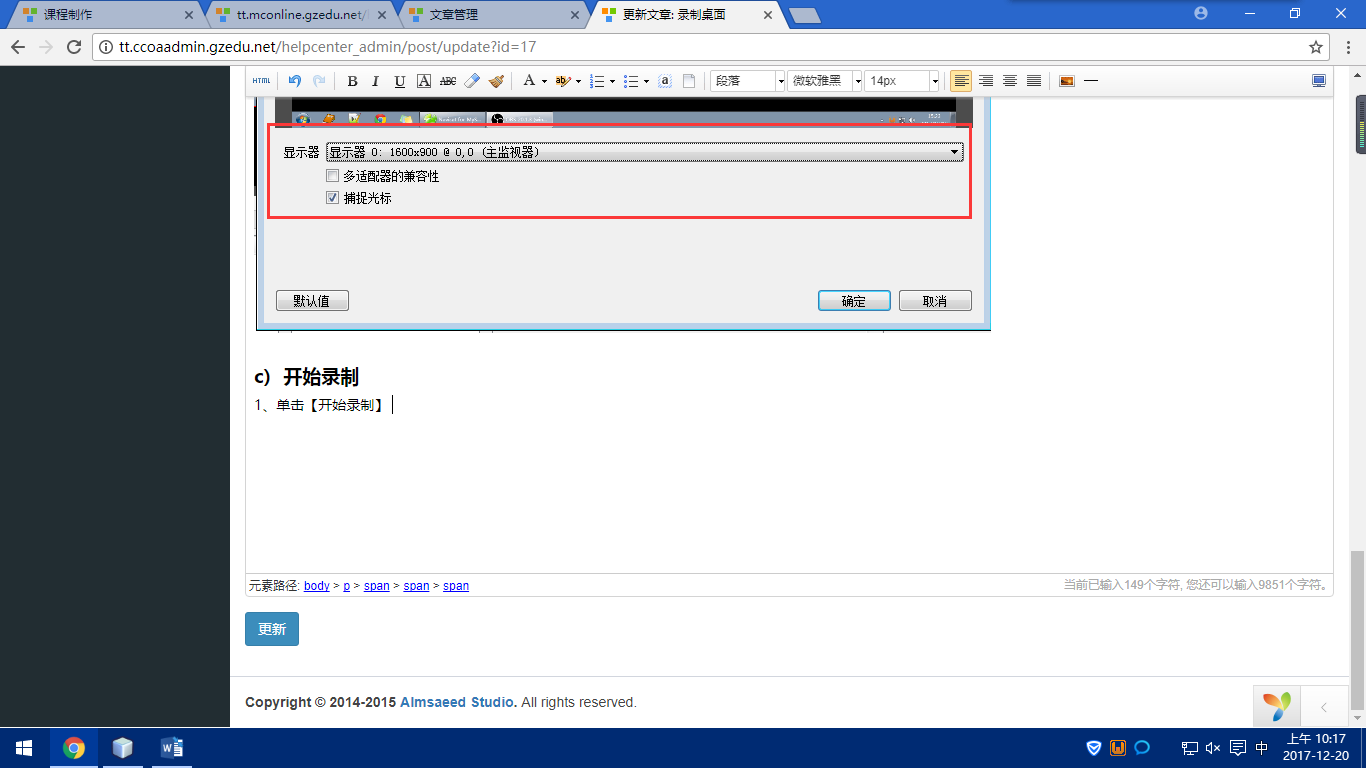 课程制作
tt.mconline.gzedu.net/
文章管理
更新文章: 录制桌面
tt.ccoaadmin.gzedu.net/helpcenter_admin/post/update?id=17
HTML
B I U A ABC
段落
微软雅黑
14px
显示器 显示器 0: 1600x900 @ 0,0 (主监视器)
多适配器的兼容性
捕捉光标
默认值
确定
取消
c) 开始录制
1、单击【开始录制】
元素路径: body > p > span > span > span
当前已输入149个字符, 您还可以输入9851个字符。
更新
Copyright © 2014-2015 Almsaeed Studio. All rights reserved.
中
上午 10:17
2017-12-20